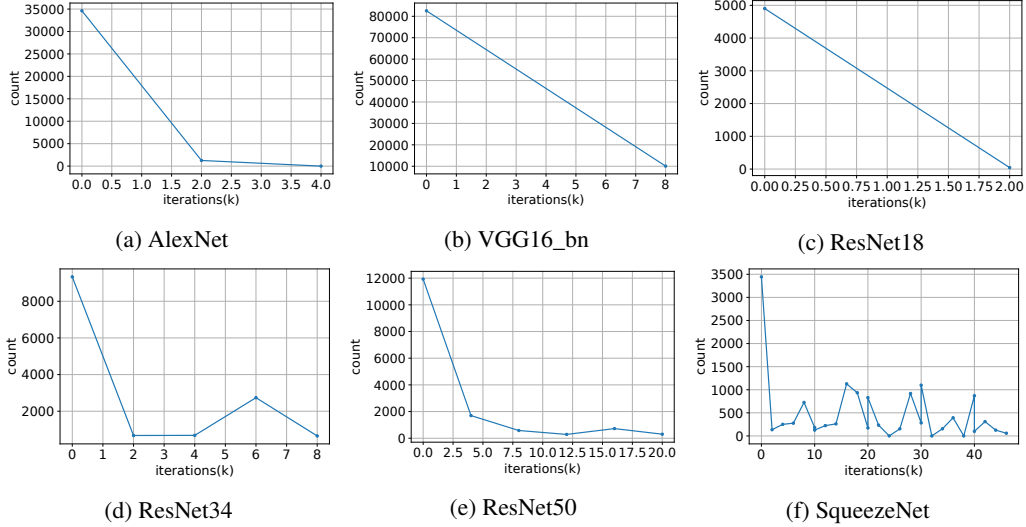 35000
30000
25000
20000
15000
10000
5000
0
count
0.0 0.5 1.0 1.5 2.0 2.5 3.0 3.5 4.0
iterations(k)
(a) AlexNet
80000
70000
60000
50000
40000
30000
20000
10000
count
0 1 2 3 4 5 6 7 8
iterations(k)
(b) VGG16_bn
5000
4000
3000
2000
1000
0
count
0.00 0.25 0.50 0.75 1.00 1.25 1.50 1.75 2.00
iterations(k)
(c) ResNet18
8000
6000
4000
2000
count
0 1 2 3 4 5 6 7 8
iterations(k)
(d) ResNet34
12000
10000
8000
6000
4000
2000
0
count
0.0 2.5 5.0 7.5 10.0 12.5 15.0 17.5 20.0
iterations(k)
(e) ResNet50
3500
3000
2500
2000
1500
1000
500
0
count
0 10 20 30 40
iterations(k)
(f) SqueezeNet